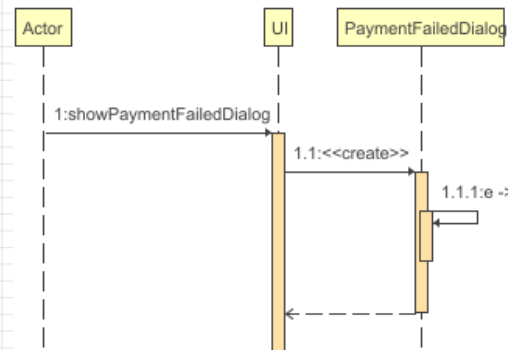 Actor
UI
PaymentFailedDialog
1:showPaymentFailedDialog
1.1:<<create>>
1.1.1:e ->